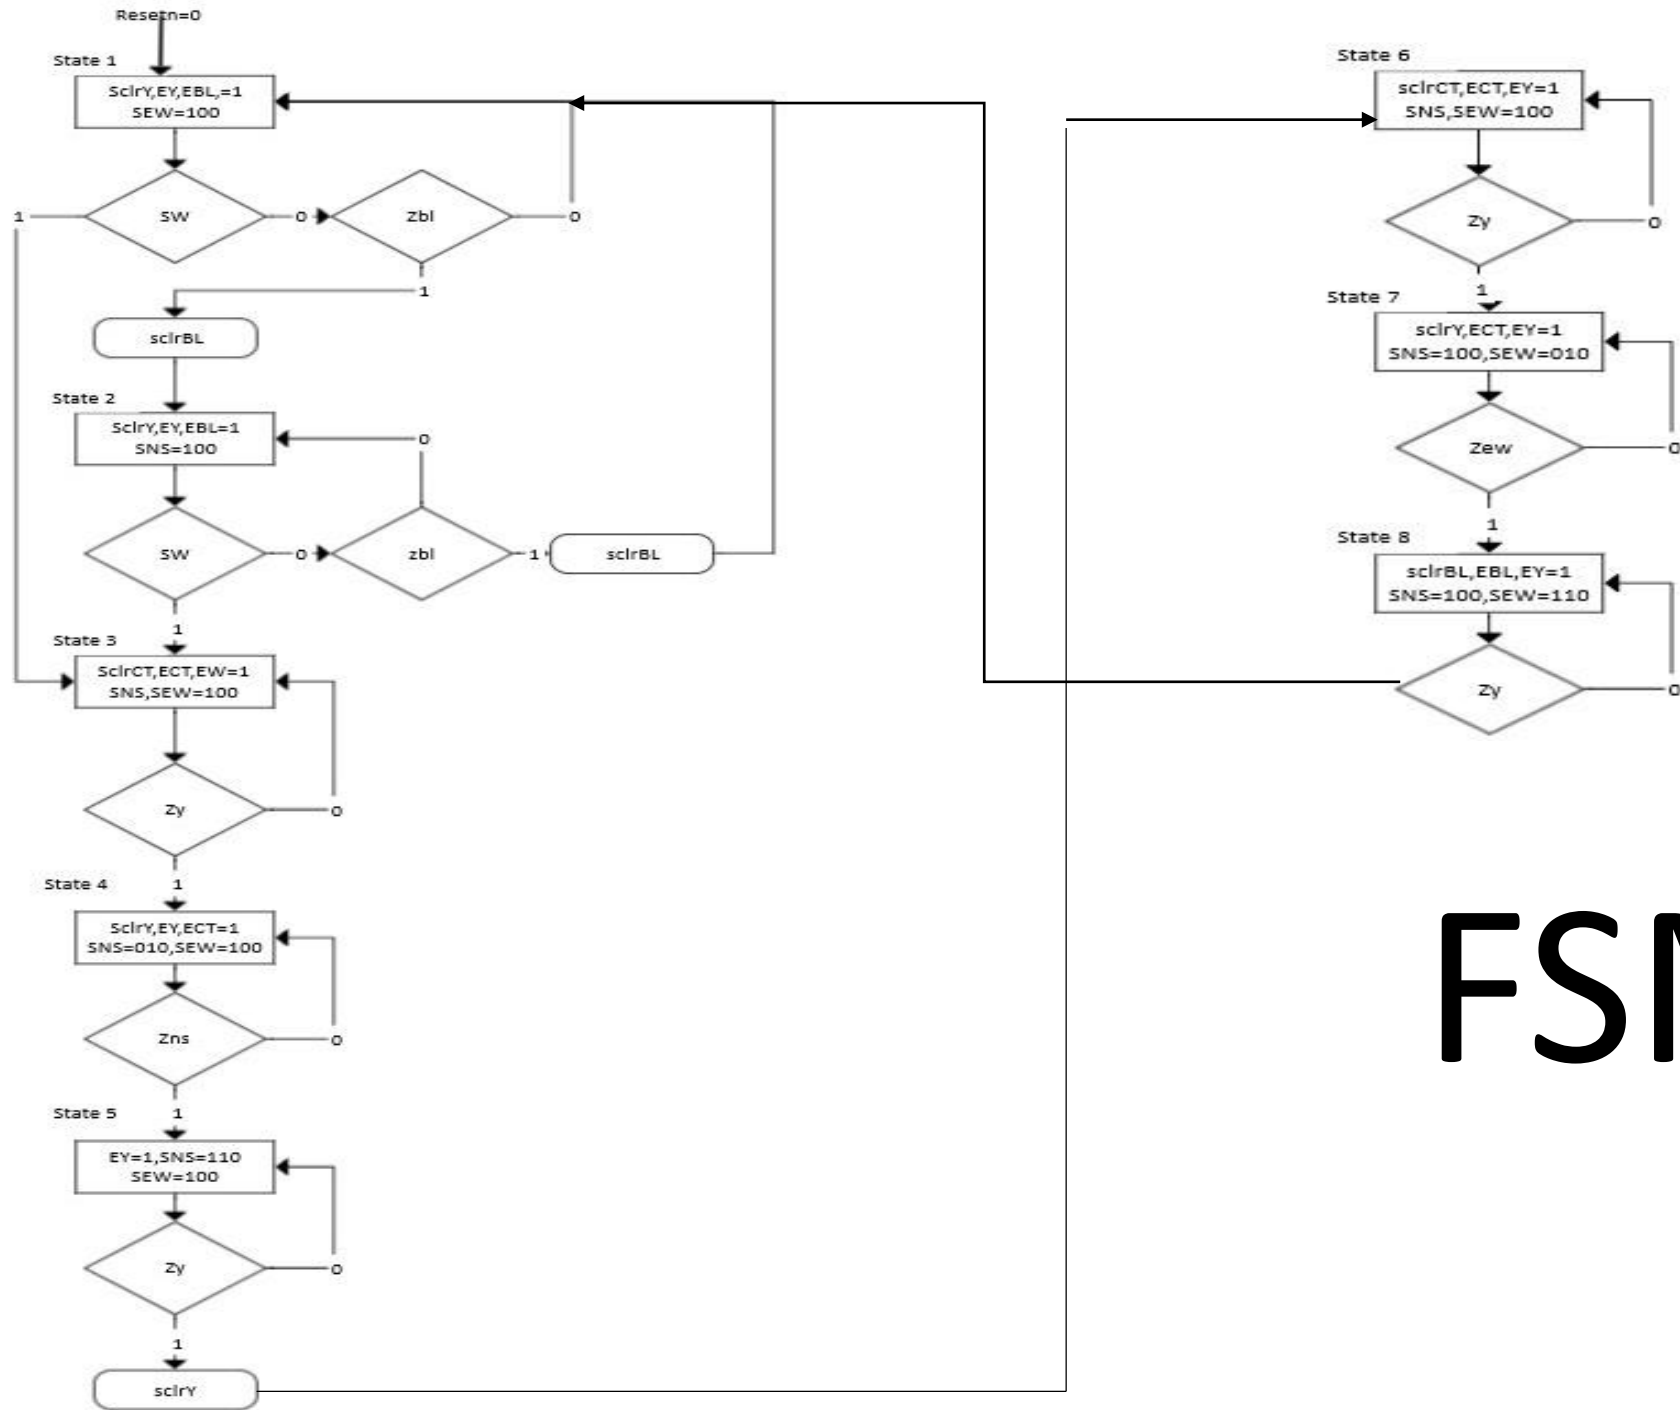 Resetn=0
State 1
SclrY,EY,EBL,=1
SEW=100
1
SW
0
Zbl
0
1
sclrBL
State 2
SclrY,EY,EBL=1
SNS=100
0
SW
0
zbl
1
sclrBL
1
State 3
SclrCT,ECT,EW=1
SNS,SEW=100
Zy
0
State 4
1
SclrY,EY,ECT=1
SNS=010,SEW=100
Zns
0
State 5
1
EY=1,SNS=110
SEW=100
Zy
0
1
sclrY
State 6
sclrCT,ECT,EY=1
SNS,SEW=100
Zy
0
1
State 7
sclrY,ECT,EY=1
SNS=100,SEW=010
Zew
0
1
State 8
sclrBL,EBL,EY=1
SNS=100,SEW=110
Zy
0